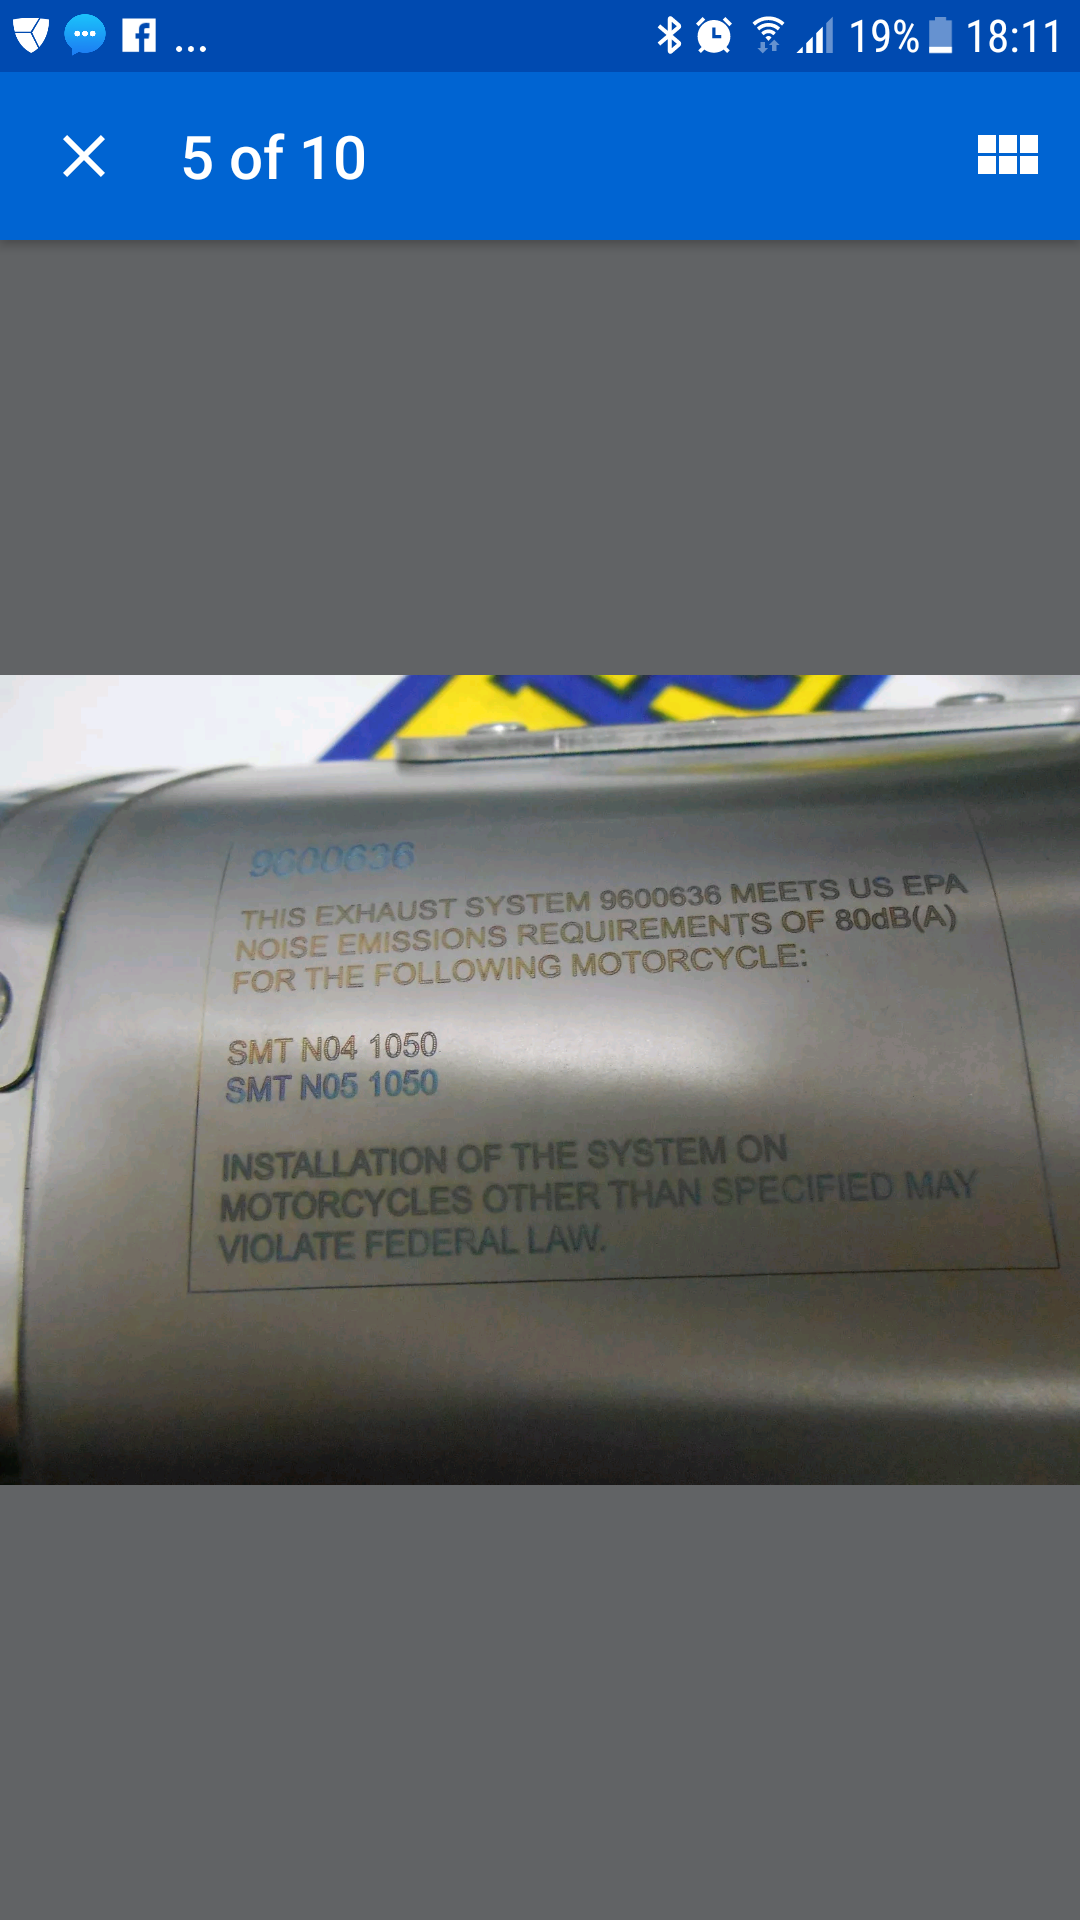 ... 19% 18:11
5 of 10
9600636
THIS EXHAUST SYSTEM 9600636 MEETS US EPA
NOISE EMISSIONS REQUIREMENTS OF 80dB(A)
FOR THE FOLLOWING MOTORCYCLE:
SMT N04 1050
SMT N05 1050
INSTALLATION OF THE SYSTEM ON
MOTORCYCLES OTHER THAN SPECIFIED MAY
VIOLATE FEDERAL LAW.